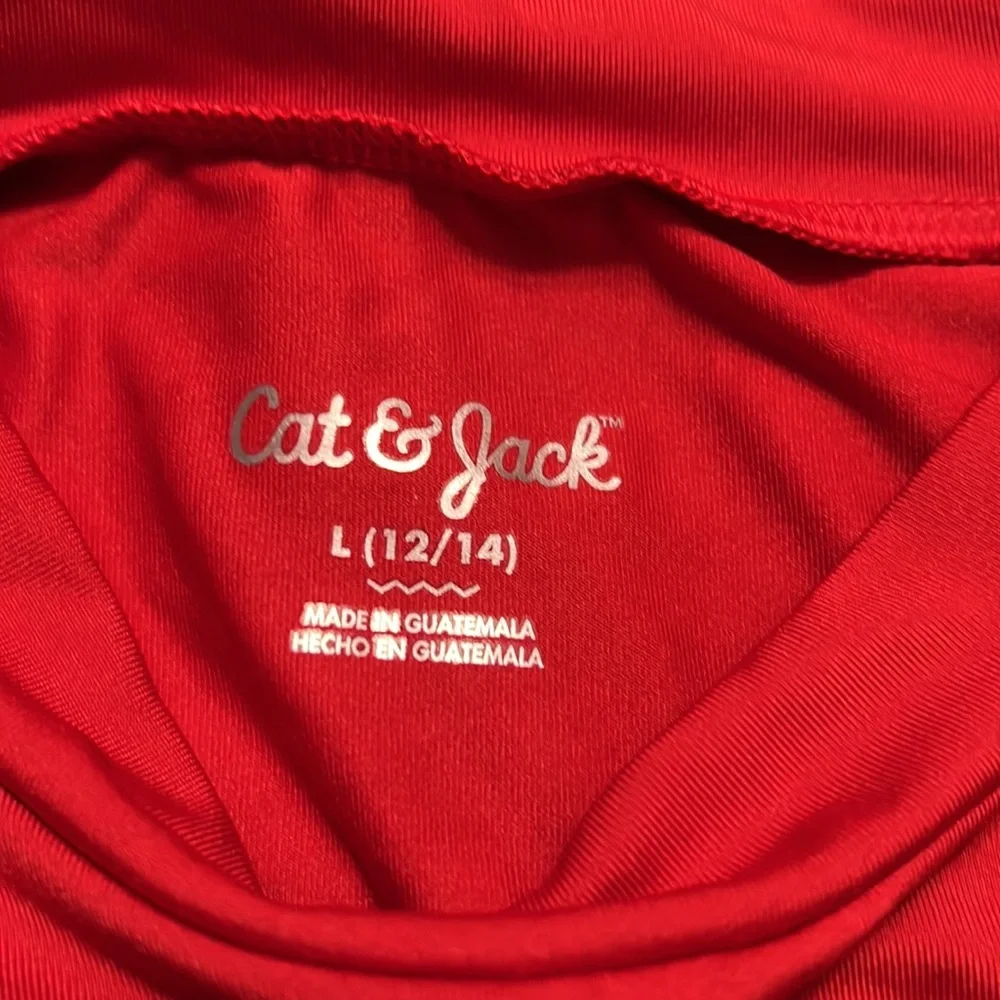 Cat & Jack™
L (12/14)
MADE IN GUATEMALA
HECHO EN GUATEMALA